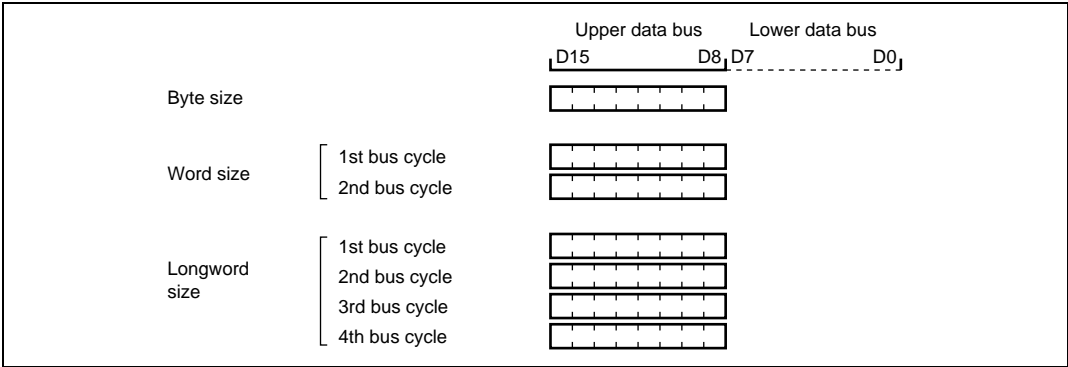 Upper data bus Lower data bus
D15 D8 D7 D0
Byte size
Word size
1st bus cycle
2nd bus cycle
Longword
size
1st bus cycle
2nd bus cycle
3rd bus cycle
4th bus cycle